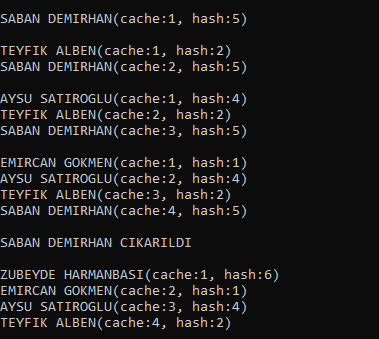 SABAN DEMIRHAN(cache:1, hash:5)
TEYFIK ALBEN(cache:1, hash:2)
SABAN DEMIRHAN(cache:2, hash:5)
AYSU SATIROGLU(cache:1, hash:4)
TEYFIK ALBEN(cache:2, hash:2)
SABAN DEMIRHAN(cache:3, hash:5)
EMIRCAN GOKMEN(cache:1, hash:1)
AYSU SATIROGLU(cache:2, hash:4)
TEYFIK ALBEN(cache:3, hash:2)
SABAN DEMIRHAN(cache:4, hash:5)
SABAN DEMIRHAN CIKARILDI
ZUBEYDE HARMANBASI(cache:1, hash:6)
EMIRCAN GOKMEN(cache:2, hash:1)
AYSU SATIROGLU(cache:3, hash:4)
TEYFIK ALBEN(cache:4, hash:2)